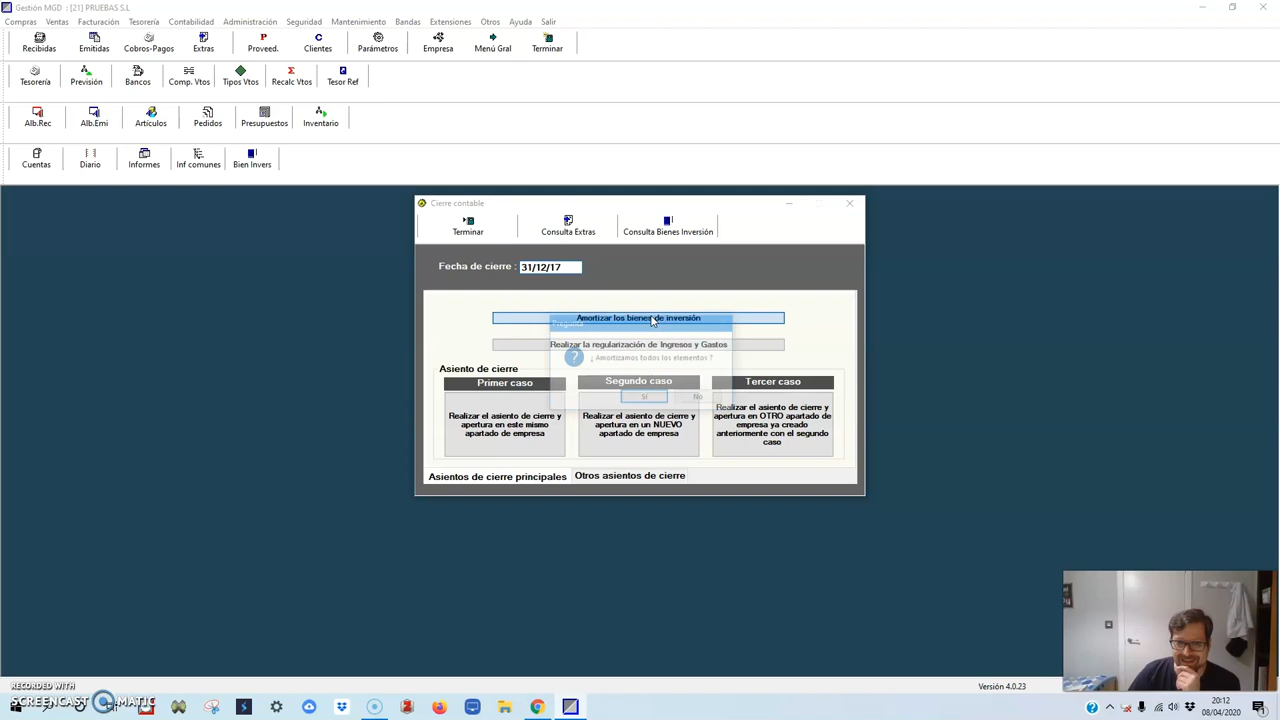 Gestión MGD : [21] PRUEBAS S.L
Compras Ventas Facturación Tesorería Contabilidad Administración Seguridad Mantenimiento Bandas Extensiones Otros Ayuda Salir
Recibidas Emitidas Cobros-Pagos Extras Proveed. Clientes Parámetros Empresa Menú Gral Terminar
Tesorería Previsión Bancos Comp. Vtos Tipos Vtos Recalc Vtos Tesor Ref
Alb.Rec Alb.Emi Artículos Pedidos Presupuestos Inventario
Cuentas Diario Informes Inf comunes Bien Invers
Cierre contable
Terminar Consulta Extras Consulta Bienes Inversión
Fecha de cierre : 31/12/17
Amortizar los bienes de inversión
Pregunta
Realizar la regularización de Ingresos y Gastos
¿ Amortizamos todos los elementos ?
Sí No
Asiento de cierre
Primer caso
Realizar el asiento de cierre y
apertura en este mismo
apartado de empresa
Segundo caso
Realizar el asiento de cierre y
apertura en un NUEVO
apartado de empresa
Tercer caso
Realizar el asiento de cierre y
apertura en OTRO apartado de
empresa ya creado
anteriormente con el segundo
caso
Asientos de cierre principales Otros asientos de cierre
RECORDED WITH
SCREENCAST MATIC
Versión 4.0.23
20:12
08/04/2020